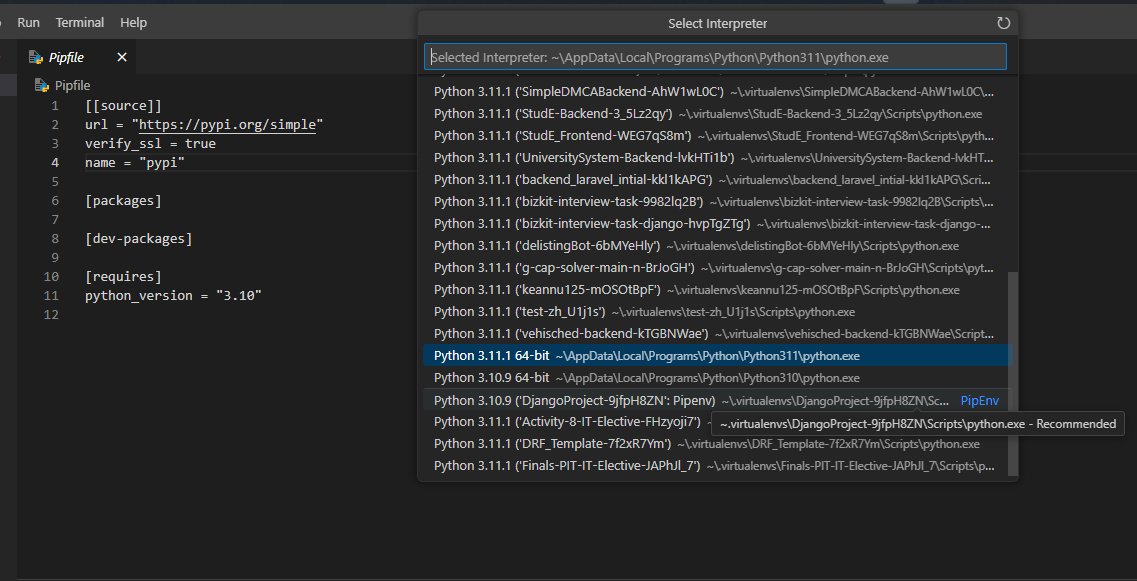 Run Terminal Help
Select Interpreter
Pipfile
Selected Interpreter: ~\AppData\Local\Programs\Python\Python311\python.exe
Pipfile
1 [[source]]
2 url = "https://pypi.org/simple"
3 verify_ssl = true
4 name = "pypi"
5
6 [packages]
7
8 [dev-packages]
9
10 [requires]
11 python_version = "3.10"
12
Python 3.11.1 ('SimpleDMCABackend-AhW1wL0C') ~\.virtualenvs\SimpleDMCABackend-AhW1wL0C\...
Python 3.11.1 ('StudE-Backend-3_5Lz2qy') ~\.virtualenvs\StudE-Backend-3_5Lz2qy\Scripts\python.exe
Python 3.11.1 ('StudE_Frontend-WEG7qS8m') ~\.virtualenvs\StudE_Frontend-WEG7qS8m\Scripts\pyth...
Python 3.11.1 ('UniversitySystem-Backend-lvkHTi1b') ~\.virtualenvs\UniversitySystem-Backend-lvkHT...
Python 3.11.1 ('backend_laravel_intial-kkl1kAPG') ~\.virtualenvs\backend_laravel_intial-kkl1kAPG\Scri...
Python 3.11.1 ('bizkit-interview-task-9982lq2B') ~\.virtualenvs\bizkit-interview-task-9982lq2B\Scripts\...
Python 3.11.1 ('bizkit-interview-task-django-hvpTgZTg') ~\.virtualenvs\bizkit-interview-task-django-...
Python 3.11.1 ('delistingBot-6bMYeHly') ~\.virtualenvs\delistingBot-6bMYeHly\Scripts\python.exe
Python 3.11.1 ('g-cap-solver-main-n-BrJoGH') ~\.virtualenvs\g-cap-solver-main-n-BrJoGH\Scripts\pyt...
Python 3.11.1 ('keannu125-mOSOtBpF') ~\.virtualenvs\keannu125-mOSOtBpF\Scripts\python.exe
Python 3.11.1 ('test-zh_U1j1s') ~\.virtualenvs\test-zh_U1j1s\Scripts\python.exe
Python 3.11.1 ('vehisched-backend-kTGBNWae') ~\.virtualenvs\vehisched-backend-kTGBNWae\Script...
Python 3.11.1 64-bit ~\AppData\Local\Programs\Python\Python311\python.exe
Python 3.10.9 64-bit ~\AppData\Local\Programs\Python\Python310\python.exe
Python 3.10.9 ('DjangoProject-9jfpH8ZN': Pipenv) ~\.virtualenvs\DjangoProject-9jfpH8ZN\Sc... PipEnv
Python 3.11.1 ('Activity-8-IT-Elective-FHzyoji7') ~
~.virtualenvs\DjangoProject-9jfpH8ZN\Scripts\python.exe - Recommended
Python 3.11.1 ('DRF_Template-7f2xR7Ym') ~\.virtualenvs\DRF_Template-7f2xR7Ym\Scripts\python.exe
Python 3.11.1 ('Finals-PIT-IT-Elective-JAPhJl_7') ~\.virtualenvs\Finals-PIT-IT-Elective-JAPhJl_7\Scripts\p...